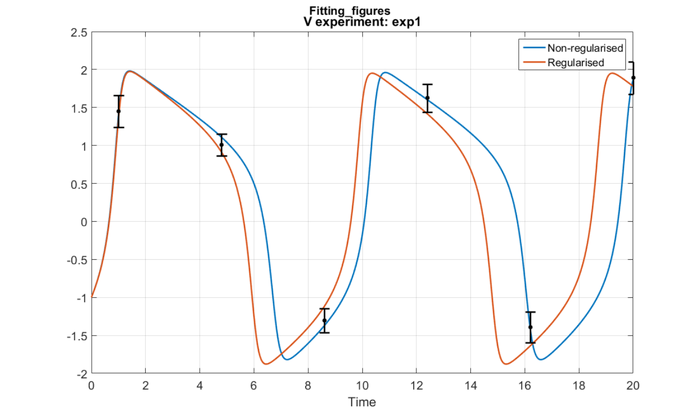 Fitting_figures
V experiment: exp1
Non-regularised
Regularised
2.5
2
1.5
1
0.5
0
-0.5
-1
-1.5
-2
0 2 4 6 8 10 12 14 16 18 20
Time